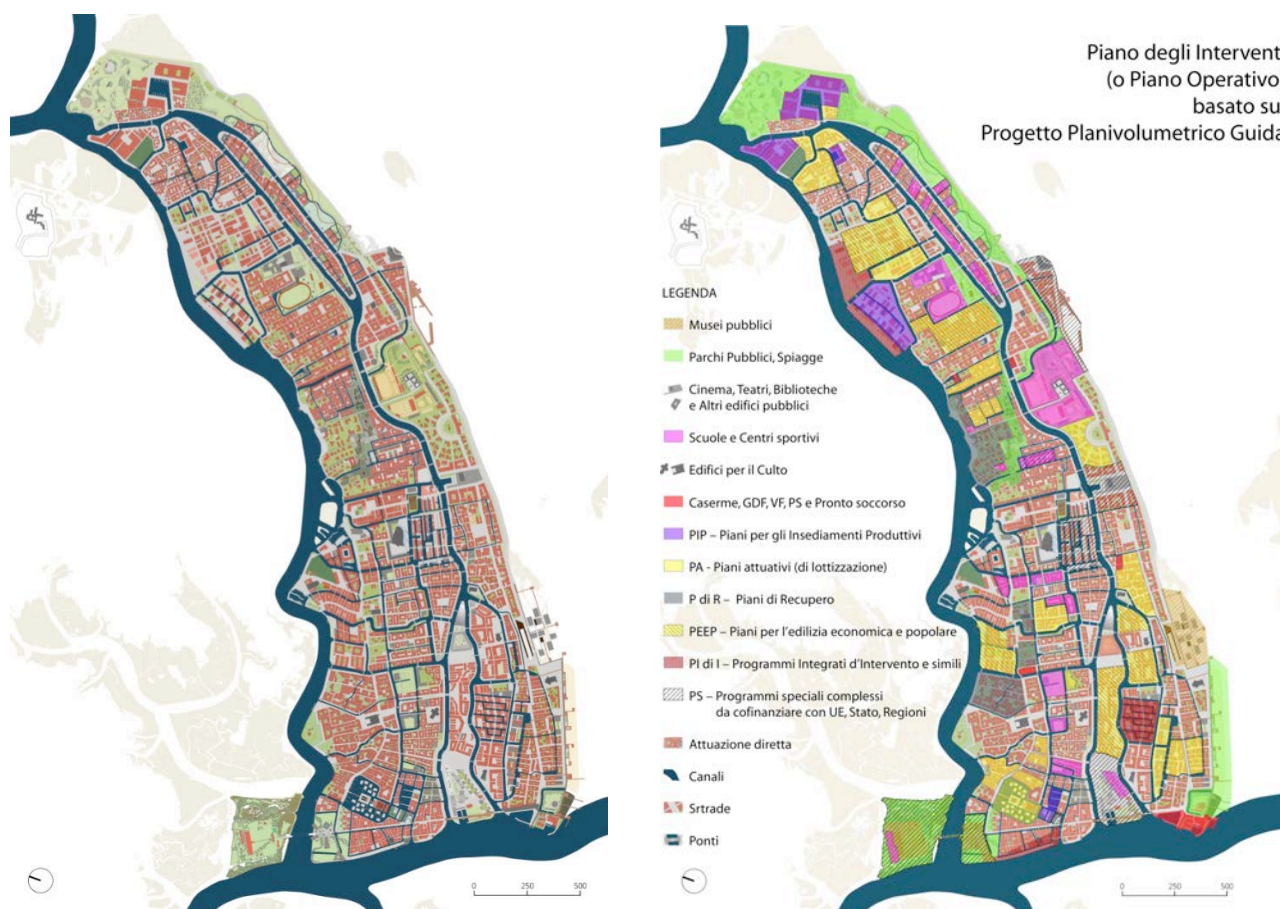 Piano degli Intervent
(o Piano Operativo
basato su
Progetto Planivolumetrico Guida
LEGENDA
Musei pubblici
Parchi Pubblici, Spiagge
Cinema, Teatri, Biblioteche
e Altri edifici pubblici
Scuole e Centri sportivi
Edifici per il Culto
Caserme, GDF, VF, PS e Pronto soccorso
PIP – Piani per gli Insediamenti Produttivi
PA - Piani attuativi (di lottizzazione)
P di R – Piani di Recupero
PEEP – Piani per l'edilizia economica e popolare
PI di I – Programmi Integrati d'Intervento e simili
PS – Programmi speciali complessi
da cofinanziare con UE, Stato, Regioni
Attuazione diretta
Canali
Srtrade
Ponti
0 250 500
0 250 500